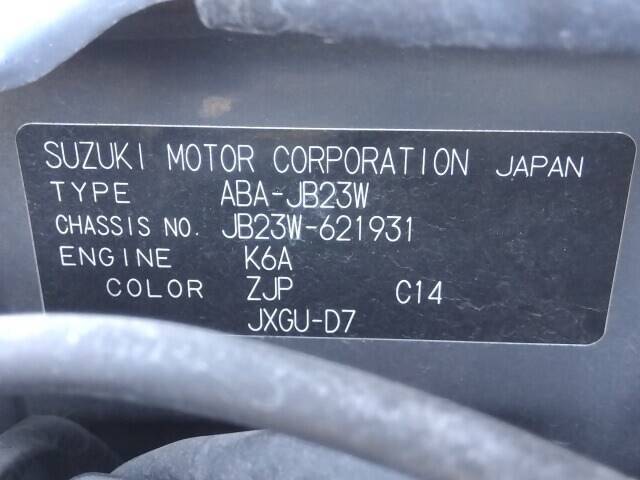 SUZUKI MOTOR CORPORATION JAPAN
TYPE ABA-JB23W
CHASSIS NO. JB23W-621931
ENGINE K6A
COLOR ZJP C14
JXGU-D7